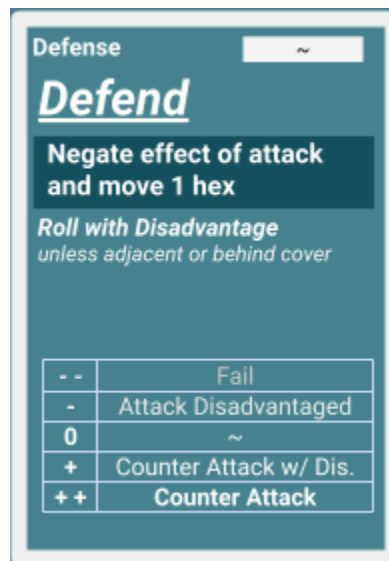 Defense ~
Defend
Negate effect of attack
and move 1 hex
Roll with Disadvantage
unless adjacent or behind cover
- - Fail
- Attack Disadvantaged
0 ~
+ Counter Attack w/ Dis.
+ + Counter Attack